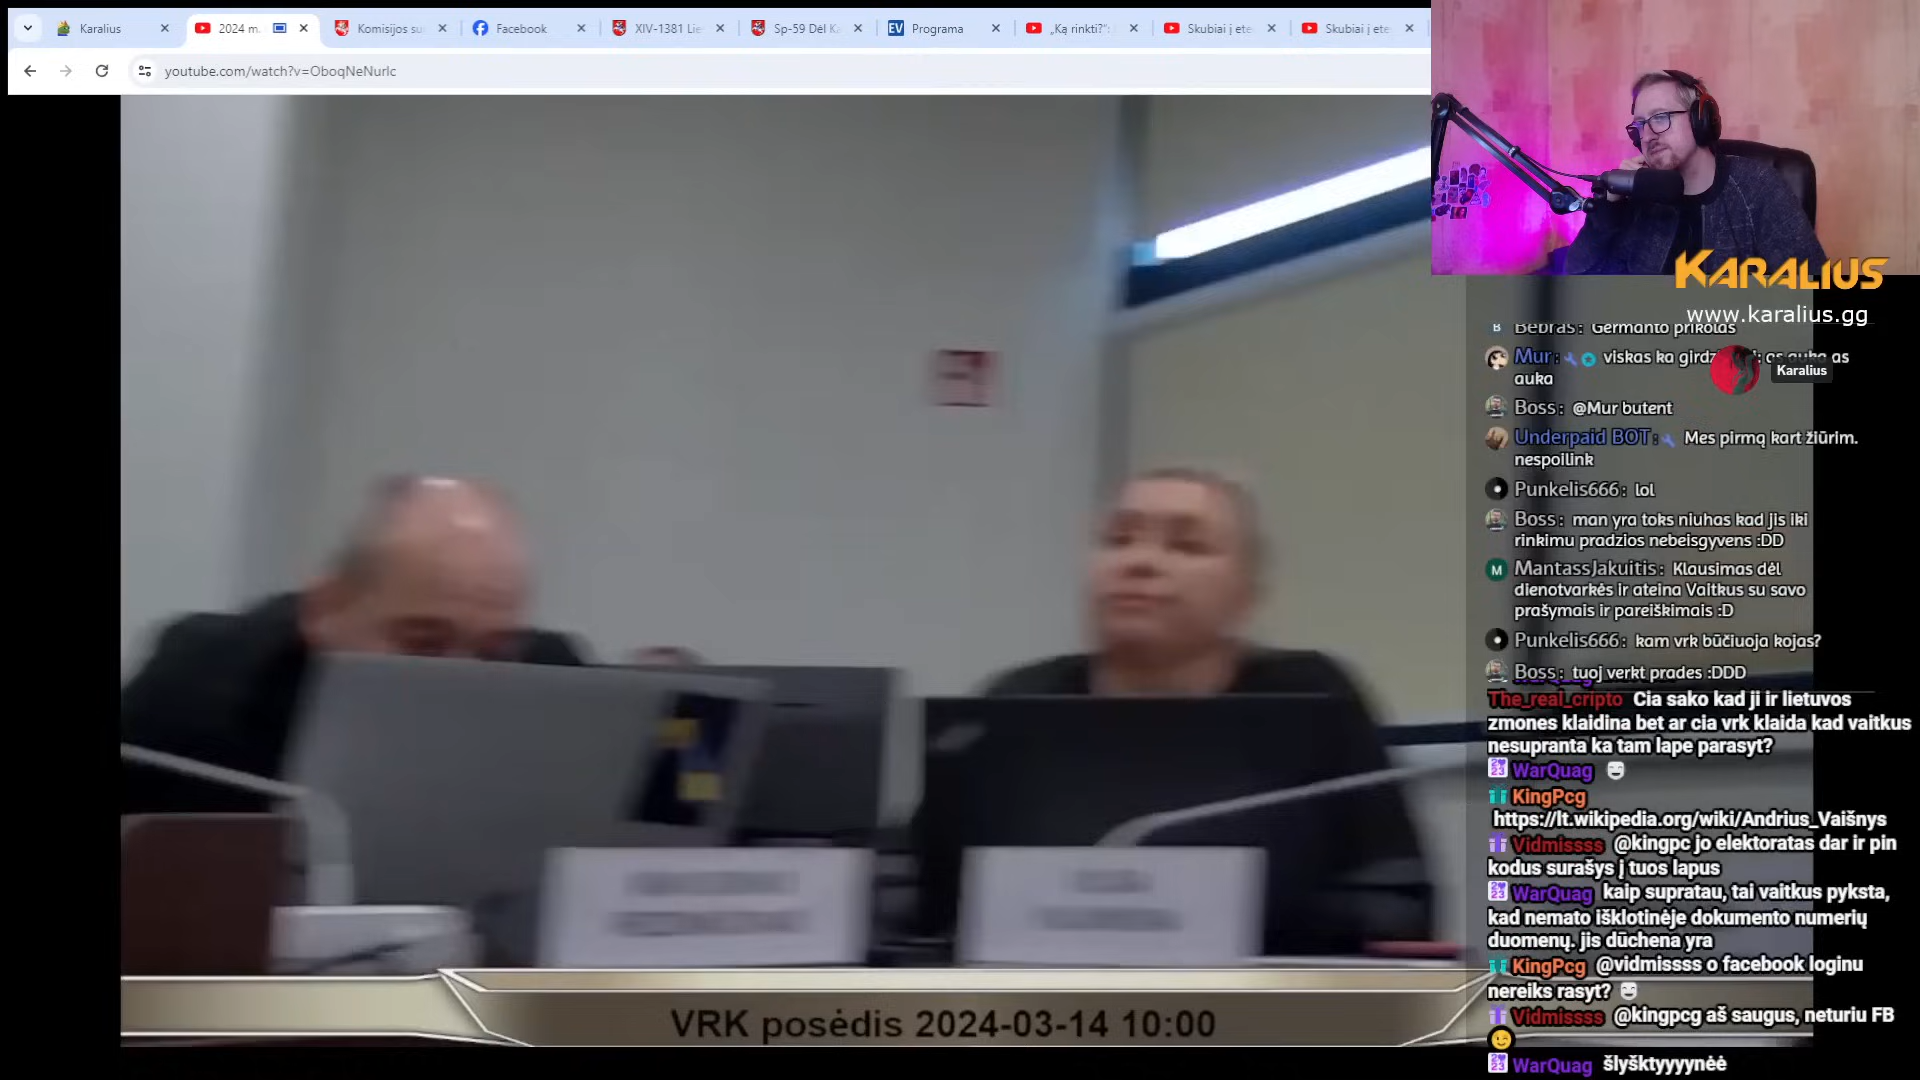 Karalius
2024 m.
Komisijos su
Facebook
XIV-1381 Lie
Sp-59 Dėl Ka
EV Programa
„Ką rinkti?":
Skubiai į ete
Skubiai į ete
youtube.com/watch?v=OboqNeNurlc
KARALIUS
www.karalius.gg
B Bebras: Germanto prikolas
Mur: viskas ka girdz : as auka as
auka
Karalius
Boss: @Mur butent
Underpaid BOT: Mes pirmą kart žiūrim.
nespoilink
Punkelis666: lol
Boss: man yra toks niuhas kad jis iki
rinkimu pradzios nebeisgyvens :DD
M MantassJakuitis: Klausimas dėl
dienotvarkės ir ateina Vaitkus su savo
prašymais ir pareiškimais :D
Punkelis666: kam vrk būčiuoja kojas?
Boss: tuoj verkt prades :DDD
The_real_cripto Cia sako kad ji ir lietuvos
zmones klaidina bet ar cia vrk klaida kad vaitkus
nesupranta ka tam lape parasyt?
WarQuag
KingPcg
https://lt.wikipedia.org/wiki/Andrius_Vaišnys
Vidmissss @kingpc jo elektoratas dar ir pin
kodus surašys į tuos lapus
WarQuag kaip supratau, tai vaitkus pyksta,
kad nemato išklotinėje dokumento numerių
duomenų. jis dūchena yra
KingPcg @vidmissss o facebook loginu
nereiks rasyt?
Vidmissss @kingpcg aš saugus, neturiu FB
WarQuag šlyšktyyyynėė
VRK posėdis 2024-03-14 10:00